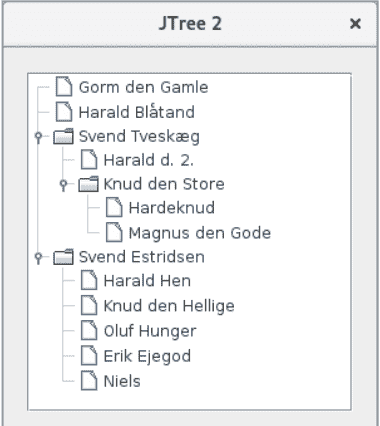 JTree 2
Gorm den Gamle
Harald Blåtand
Svend Tveskæg
Harald d. 2.
Knud den Store
Hardeknud
Magnus den Gode
Svend Estridsen
Harald Hen
Knud den Hellige
Oluf Hunger
Erik Ejegod
Niels